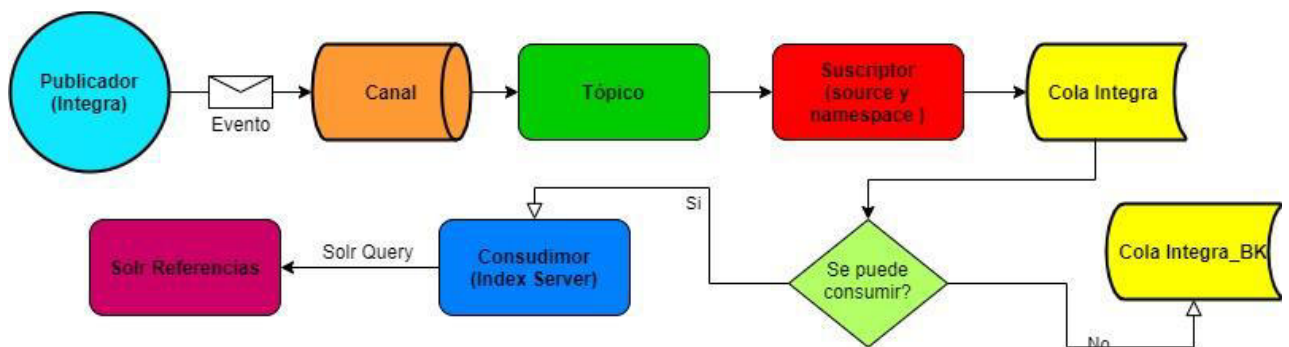 Publicador
(Integra)
Evento
Canal
Tópico
Suscriptor
(source y
namespace )
Cola Integra
Si
Se puede
consumir?
No
Cola Integra_BK
Consudimor
(Index Server)
Solr Query
Solr Referencias